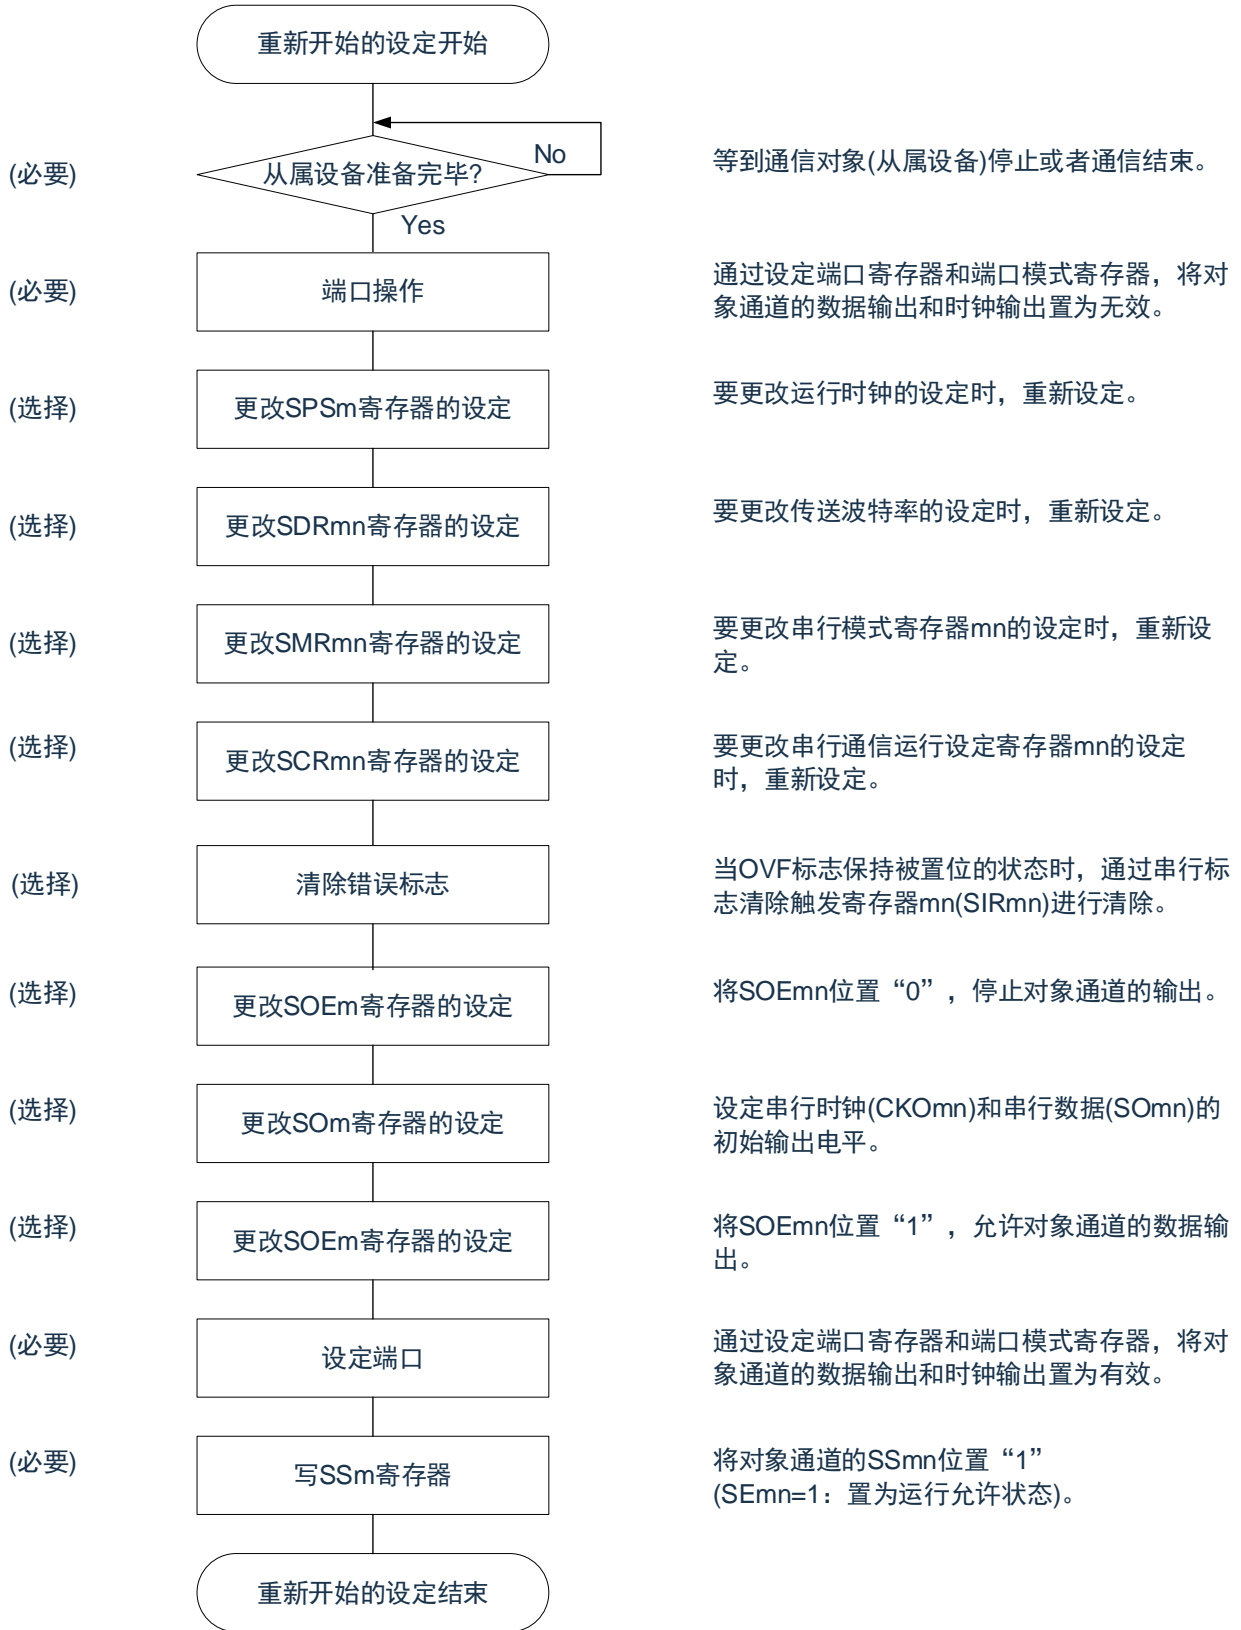 重新开始的设定开始
No
(必要)
从属设备准备完毕?
等到通信对象(从属设备)停止或者通信结束。
Yes
(必要)
端口操作
通过设定端口寄存器和端口模式寄存器，将对
象通道的数据输出和时钟输出置为无效。
(选择)
更改SPSm寄存器的设定
要更改运行时钟的设定时，重新设定。
(选择)
更改SDRmn寄存器的设定
要更改传送波特率的设定时，重新设定。
(选择)
更改SMRmn寄存器的设定
要更改串行模式寄存器mn的设定时，重新设
定。
(选择)
更改SCRmn寄存器的设定
要更改串行通信运行设定寄存器mn的设定
时，重新设定。
(选择)
清除错误标志
当OVF标志保持被置位的状态时，通过串行标
志清除触发寄存器mn(SIRmn)进行清除。
(选择)
更改SOEm寄存器的设定
将SOEmn位置“0”，停止对象通道的输出。
(选择)
更改SOm寄存器的设定
设定串行时钟(CKOmn)和串行数据(SOmn)的
初始输出电平。
(选择)
更改SOEm寄存器的设定
将SOEmn位置“1”，允许对象通道的数据输
出。
(必要)
设定端口
通过设定端口寄存器和端口模式寄存器，将对
象通道的数据输出和时钟输出置为有效。
(必要)
写SSm寄存器
将对象通道的SSmn位置“1”
(SEmn=1：置为运行允许状态)。
重新开始的设定结束